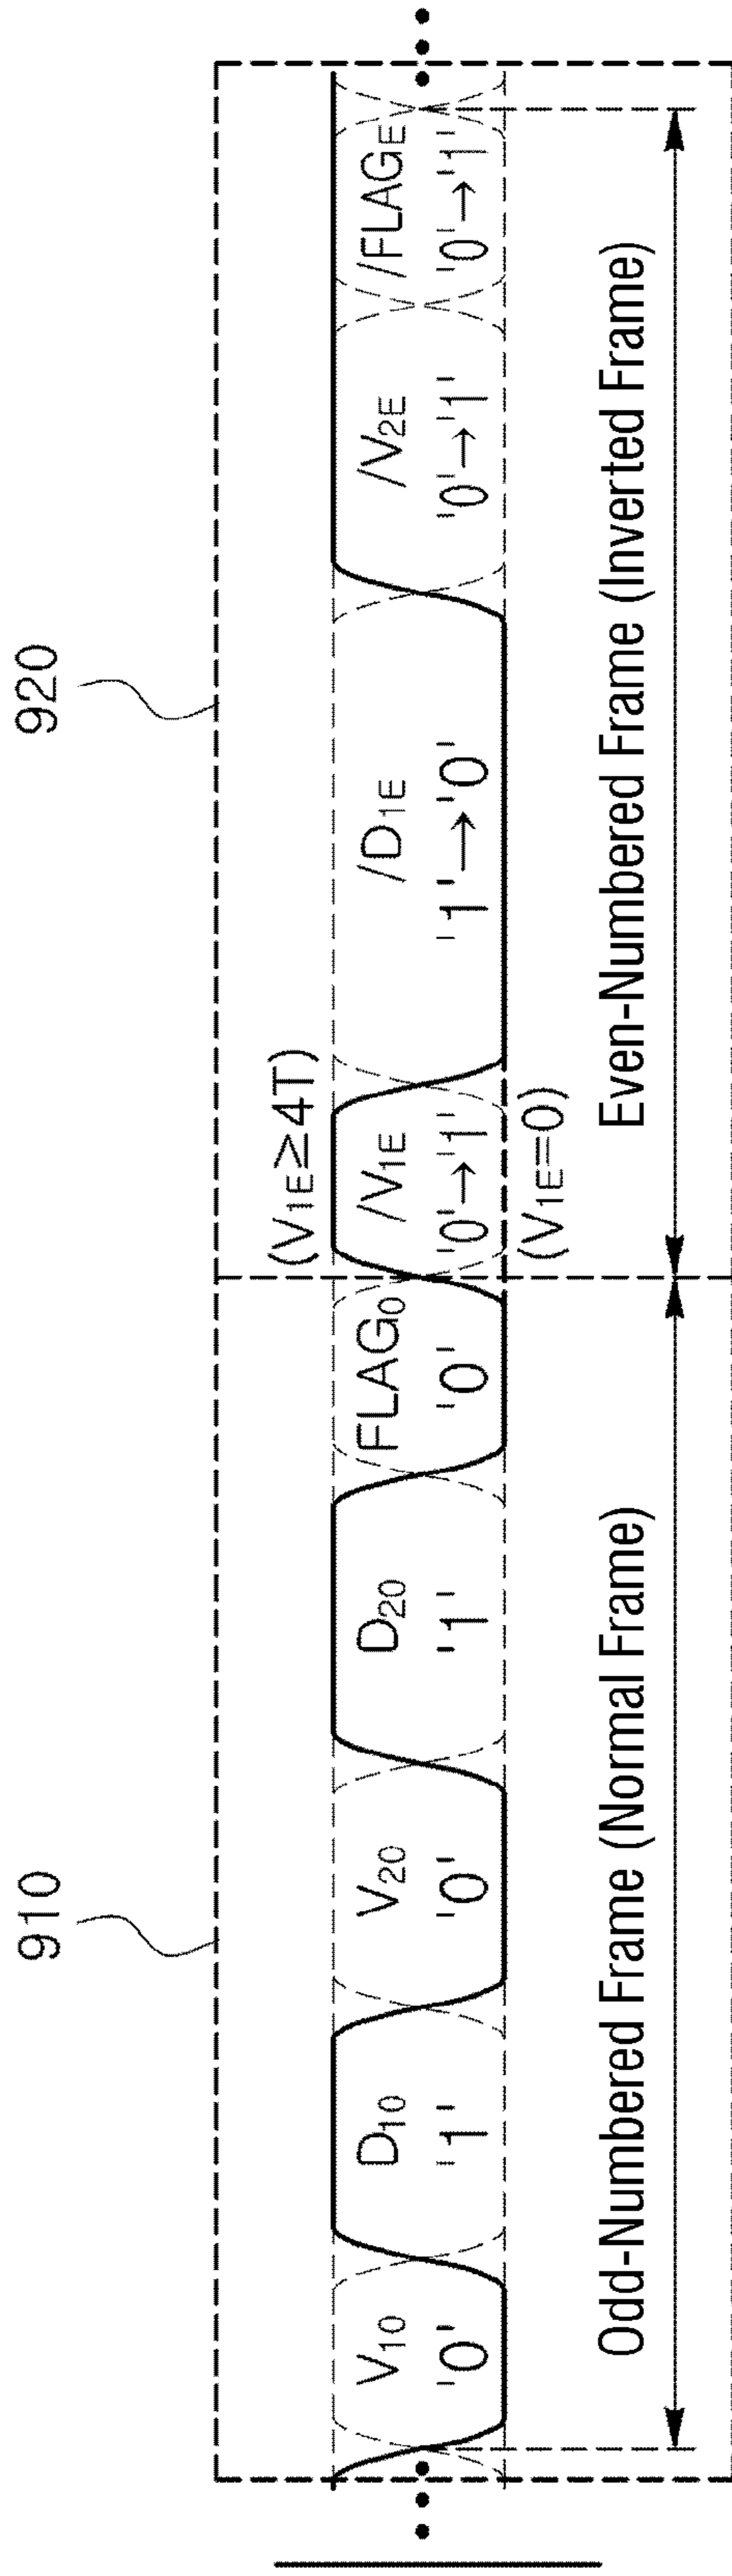 910
920
(V1E≥4T)
V10
D10
V20
D20
FLAG0
/V1E
/D1E
/V2E
/FLAGE
'0'
'1'
'0'
'1'
'0'
'0'→'1'
'1'→'0'
'0'→'1'
'0'→'1'
(V1E=0)
Odd-Numbered Frame (Normal Frame)
Even-Numbered Frame (Inverted Frame)